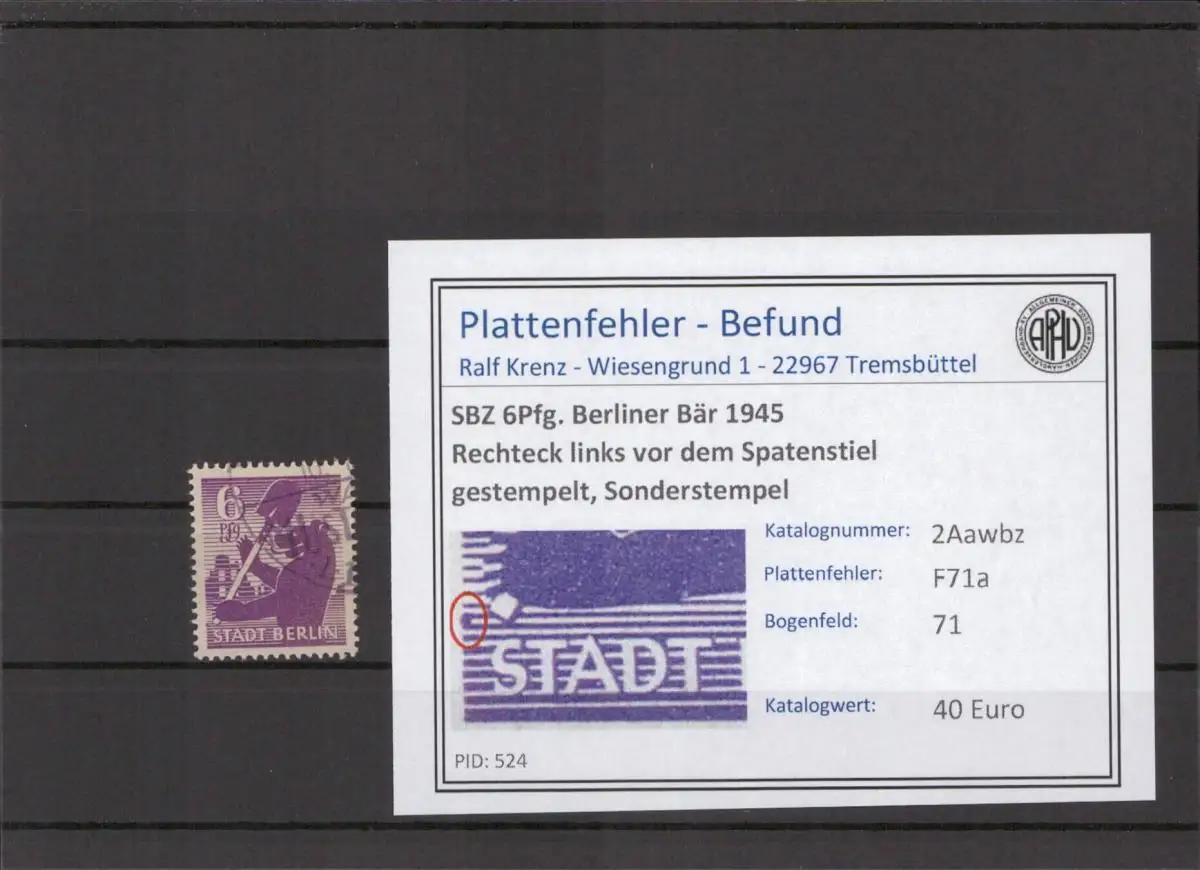 6
Pfg
STADT BERLIN
Plattenfehler - Befund
Ralf Krenz - Wiesengrund 1 - 22967 Tremsbüttel
APHV
SBZ 6Pfg. Berliner Bär 1945
Rechteck links vor dem Spatenstiel
gestempelt, Sonderstempel
STADT
Katalognummer: 2Aawbz
Plattenfehler: F71a
Bogenfeld: 71
Katalogwert: 40 Euro
PID: 524